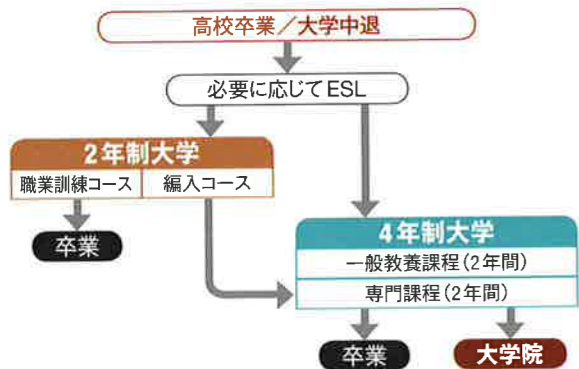 高校卒業／大学中退
必要に応じてESL
2年制大学
職業訓練コース
編入コース
卒業
4年制大学
一般教養課程(2年間)
専門課程(2年間)
卒業
大学院